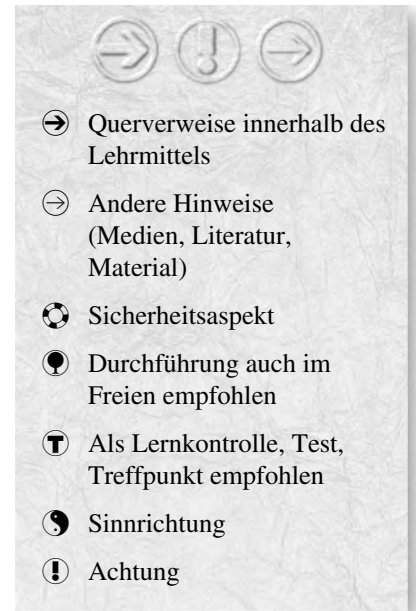 Querverweise innerhalb des
Lehrmittels
Andere Hinweise
(Medien, Literatur,
Material)
Sicherheitsaspekt
Durchführung auch im
Freien empfohlen
T Als Lernkontrolle, Test,
Treffpunkt empfohlen
Sinnrichtung
! Achtung